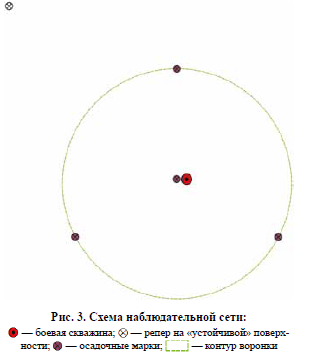 Рис. 3. Схема наблюдательной сети:
— боевая скважина; — репер на «устойчивой» поверх-
ности; — осадочные марки; — контур воронки